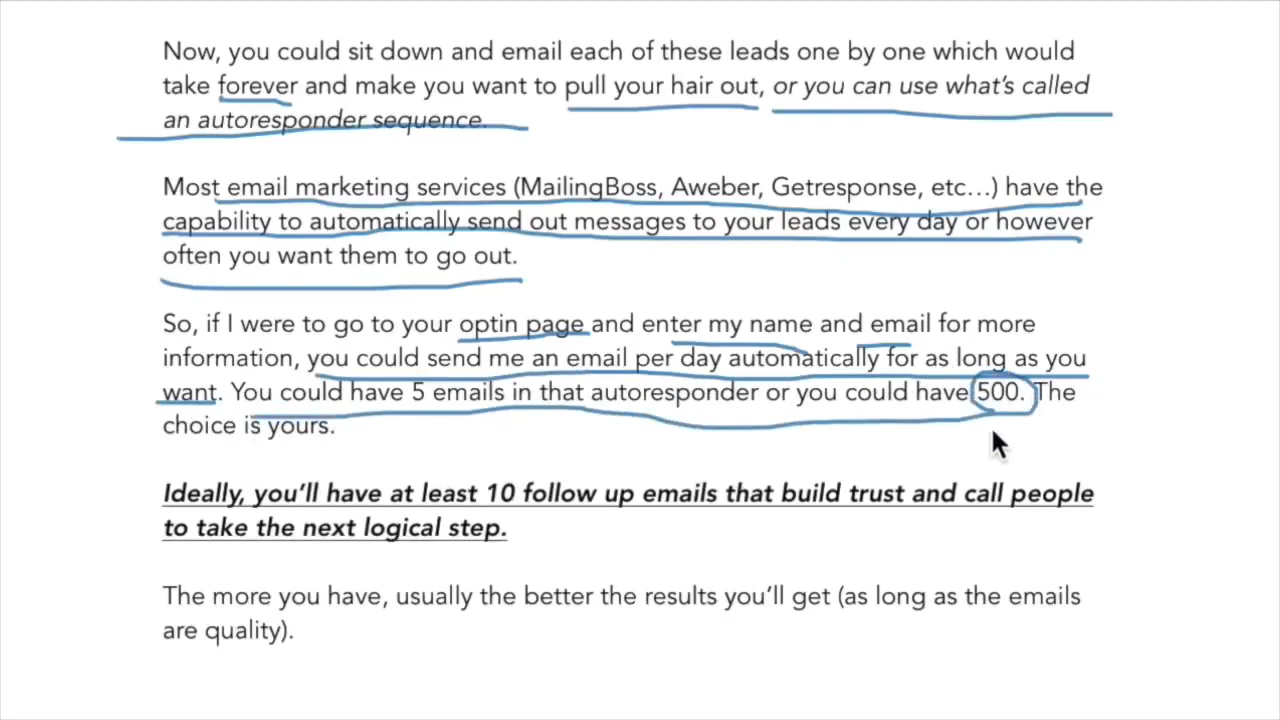 Now, you could sit down and email each of these leads one by one which would
take forever and make you want to pull your hair out, or you can use what's called
an autoresponder sequence.
Most email marketing services (MailingBoss, Aweber, Getresponse, etc…) have the
capability to automatically send out messages to your leads every day or however
often you want them to go out.
So, if I were to go to your optin page and enter my name and email for more
information, you could send me an email per day automatically for as long as you
want. You could have 5 emails in that autoresponder or you could have 500. The
choice is yours.
Ideally, you'll have at least 10 follow up emails that build trust and call people
to take the next logical step.
The more you have, usually the better the results you'll get (as long as the emails
are quality).